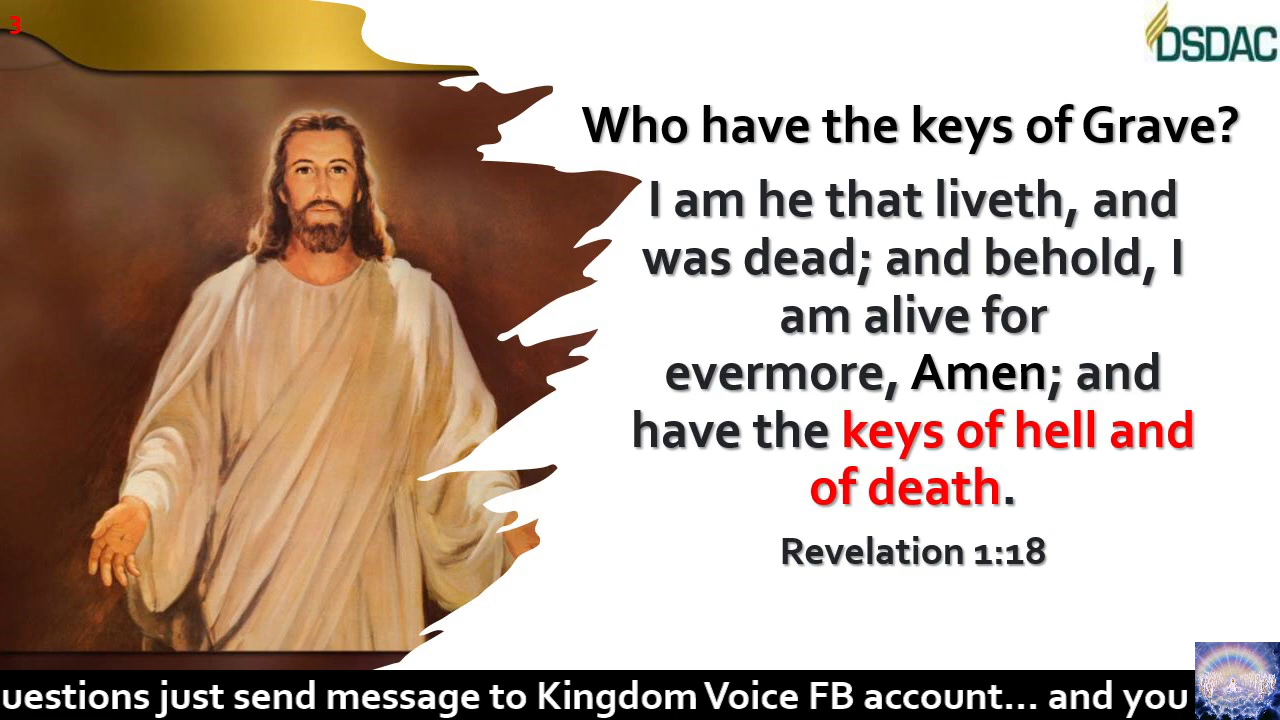 3
DSDAC
Who have the keys of Grave?
I am he that liveth, and
was dead; and behold, I
am alive for
evermore, Amen; and
have the keys of hell and
of death.
Revelation 1:18
uestions just send message to Kingdom Voice FB account... and you